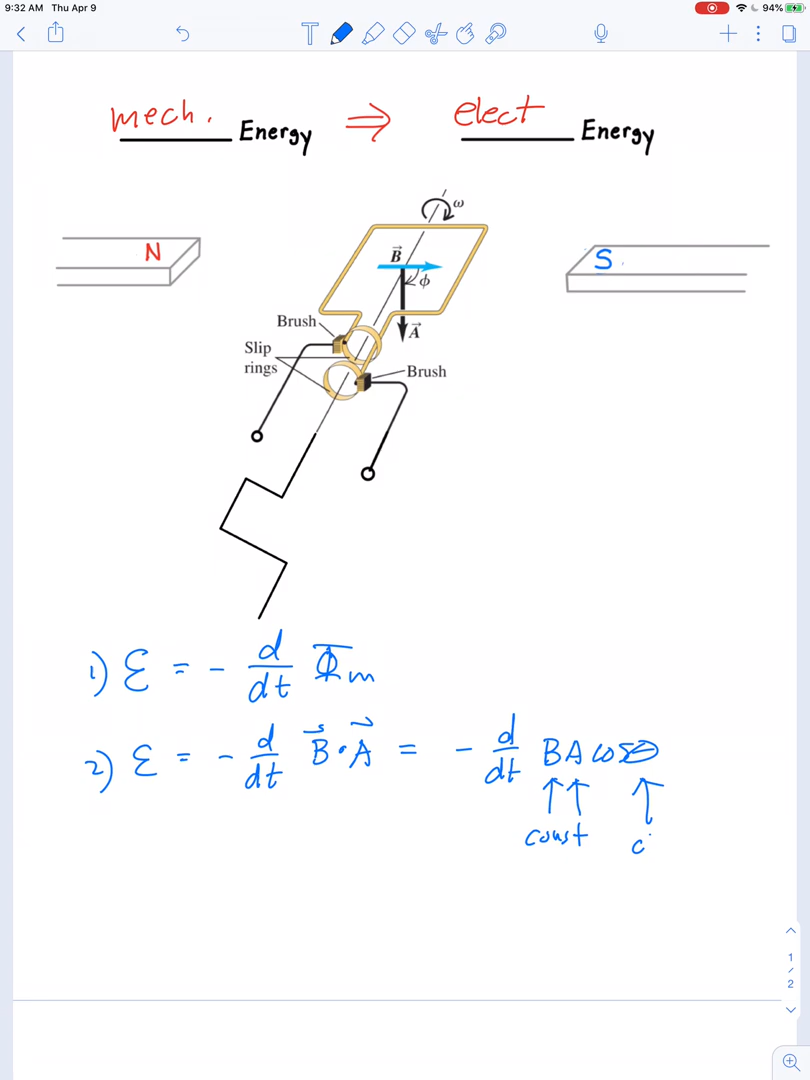 9:32 AM Thu Apr 9
94%
mech. Energy ⇒ elect Energy
ω
N
B⃗
S
ϕ
Brush
A⃗
Slip
rings
Brush
1) ℰ = - d/dt Φm
2) ℰ = - d/dt B⃗ • A⃗ = - d/dt BA cosθ
↑↑ ↑
const c
1
/
2